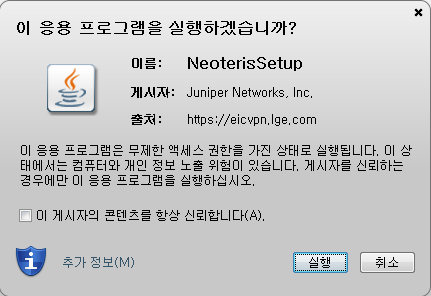 이 응용 프로그램을 실행하겠습니까?
이름: NeoterisSetup
게시자: Juniper Networks, Inc.
출처: https://eicvpn.lge.com
이 응용 프로그램은 무제한 액세스 권한을 가진 상태로 실행됩니다. 이 상
태에서는 컴퓨터와 개인 정보 노출 위험이 있습니다. 게시자를 신뢰하는
경우에만 이 응용 프로그램을 실행하십시오.
이 게시자의 콘텐츠를 항상 신뢰합니다(A).
추가 정보(M)
실행
취소